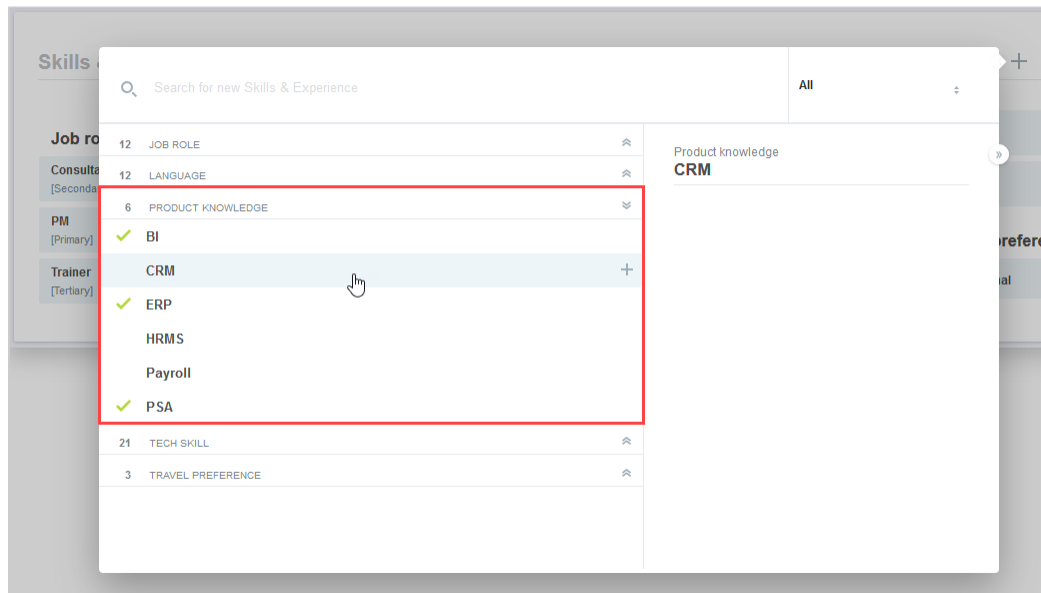 Skills
Search for new Skills & Experience
All
Job ro
Consulta
[Seconda
PM
[Primary]
Trainer
[Tertiary]
12 JOB ROLE
12 LANGUAGE
6 PRODUCT KNOWLEDGE
BI
CRM
ERP
HRMS
Payroll
PSA
21 TECH SKILL
3 TRAVEL PREFERENCE
Product knowledge
CRM
prefere
nal